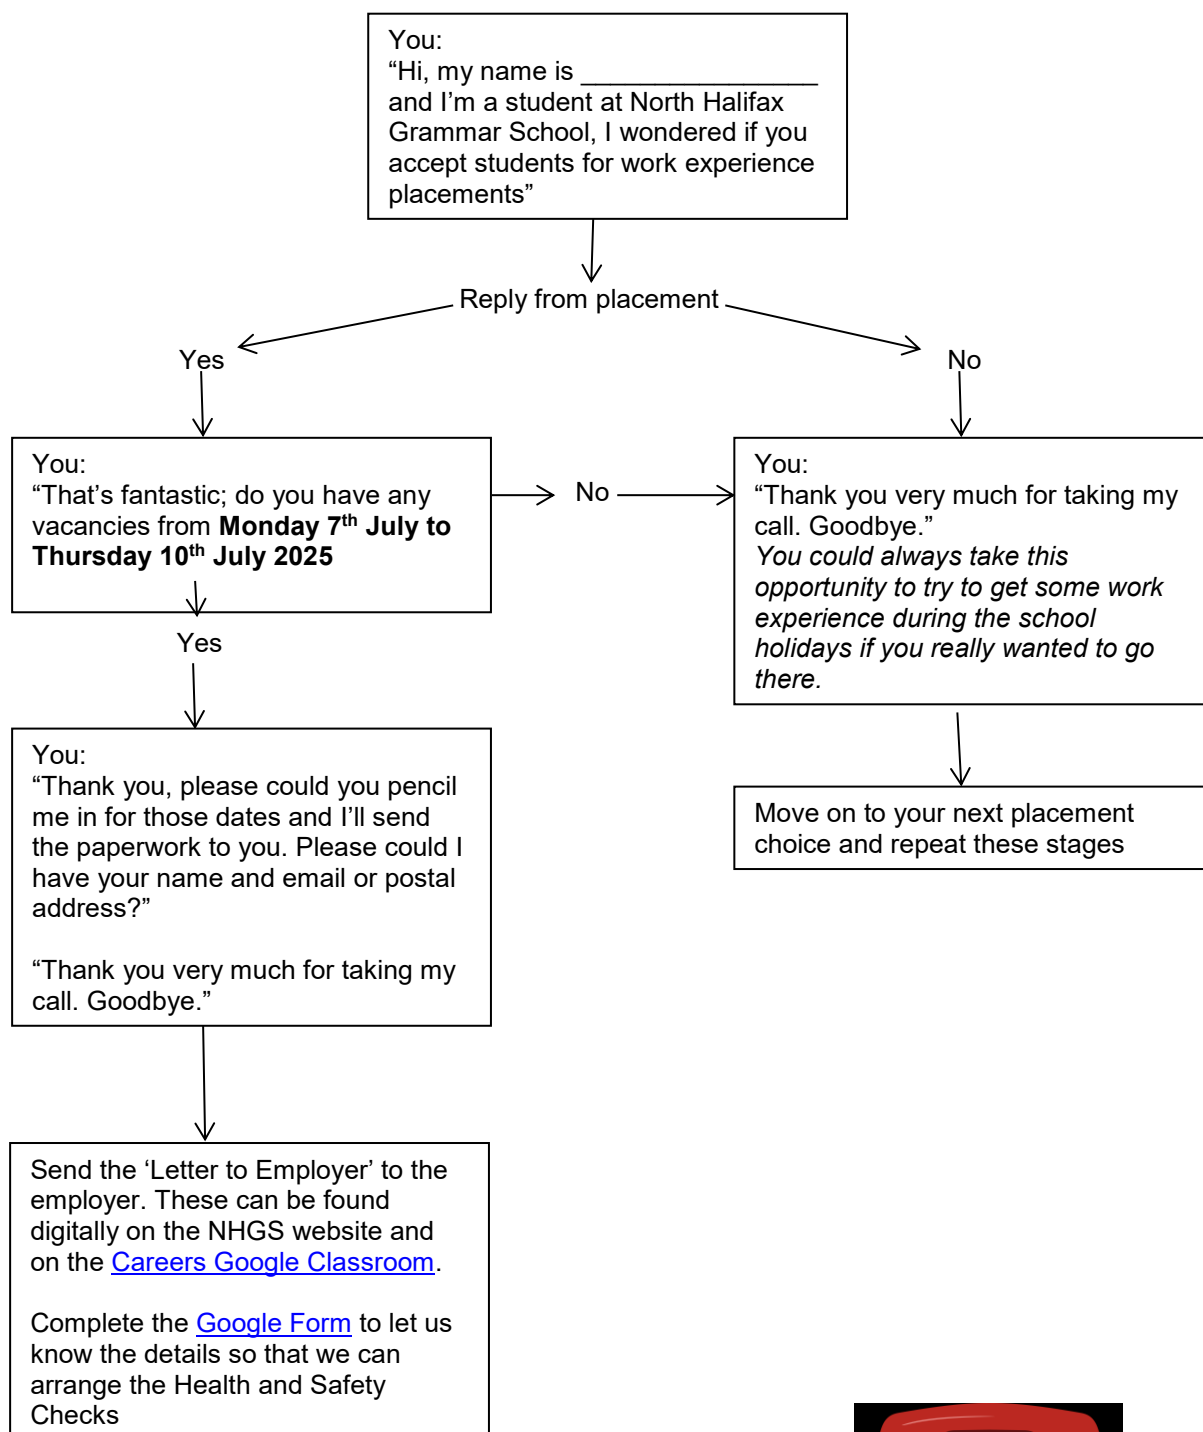 You:
“Hi, my name is ________________
and I’m a student at North Halifax
Grammar School, I wondered if you
accept students for work experience
placements”
Reply from placement
Yes
No
You:
“That’s fantastic; do you have any
vacancies from Monday 7th July to
Thursday 10th July 2025
No
You:
“Thank you very much for taking my
call. Goodbye.”
You could always take this
opportunity to try to get some work
experience during the school
holidays if you really wanted to go
there.
Yes
You:
“Thank you, please could you pencil
me in for those dates and I’ll send
the paperwork to you. Please could I
have your name and email or postal
address?”
“Thank you very much for taking my
call. Goodbye.”
Move on to your next placement
choice and repeat these stages
Send the ‘Letter to Employer’ to the
employer. These can be found
digitally on the NHGS website and
on the Careers Google Classroom.
Complete the Google Form to let us
know the details so that we can
arrange the Health and Safety
Checks